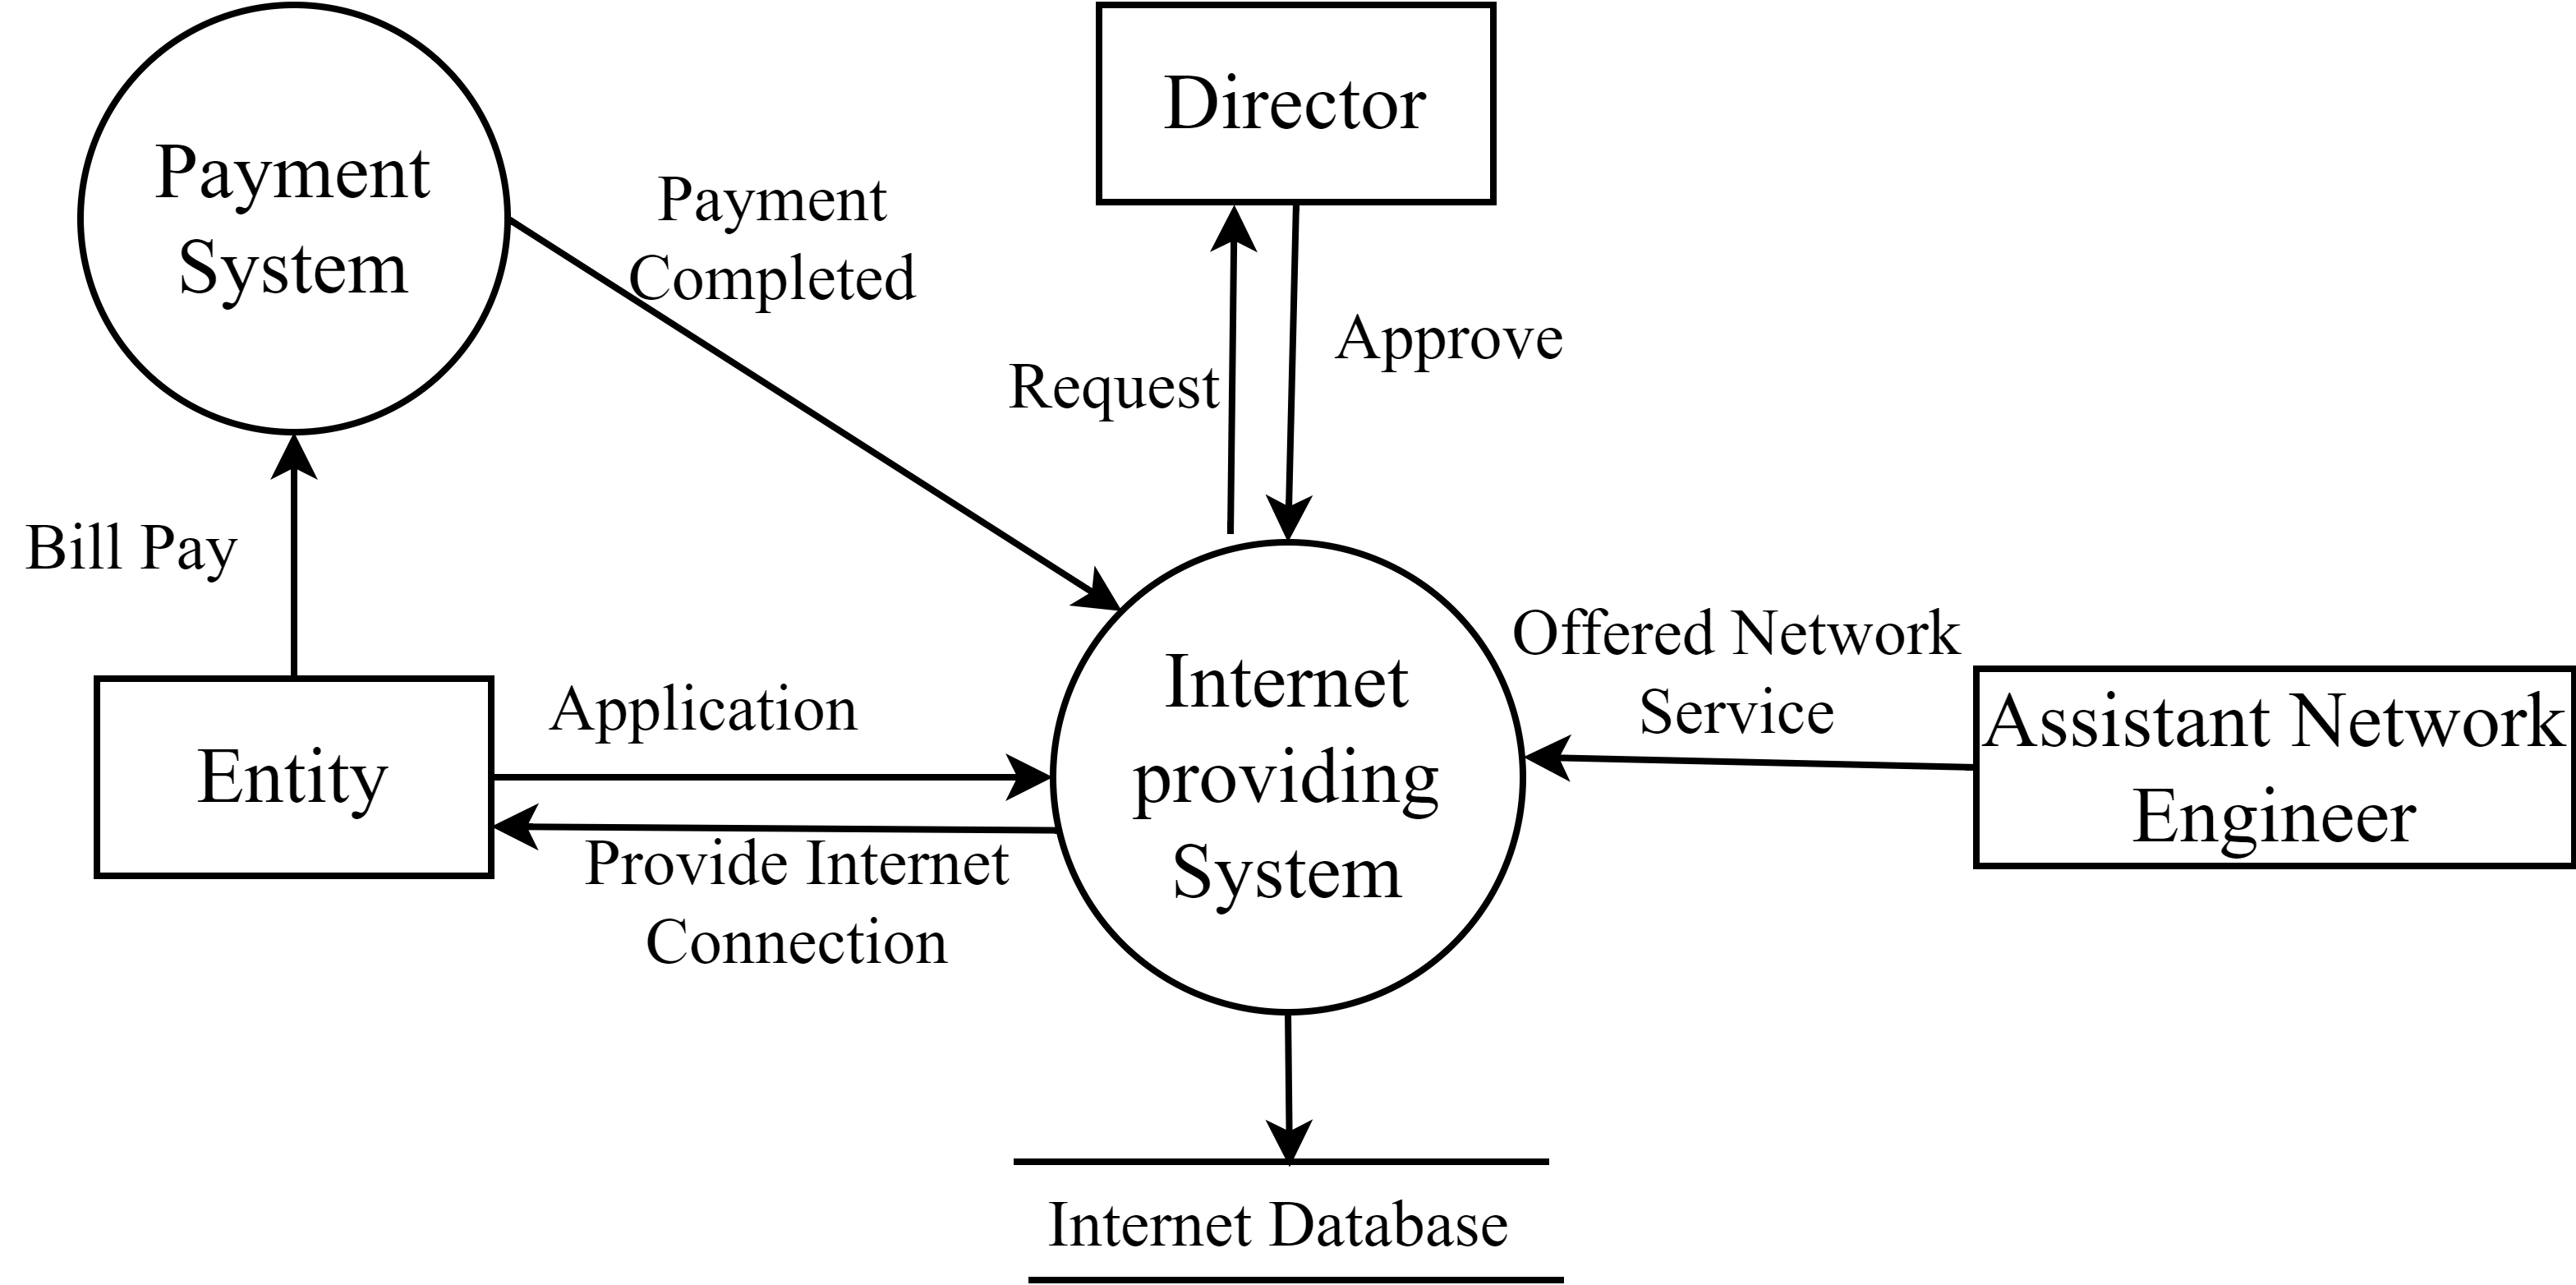 Payment
System
Director
Payment
Completed
Request
Approve
Bill Pay
Entity
Application
Provide Internet
Connection
Internet
providing
System
Offered Network
Service
Assistant Network
Engineer
Internet Database